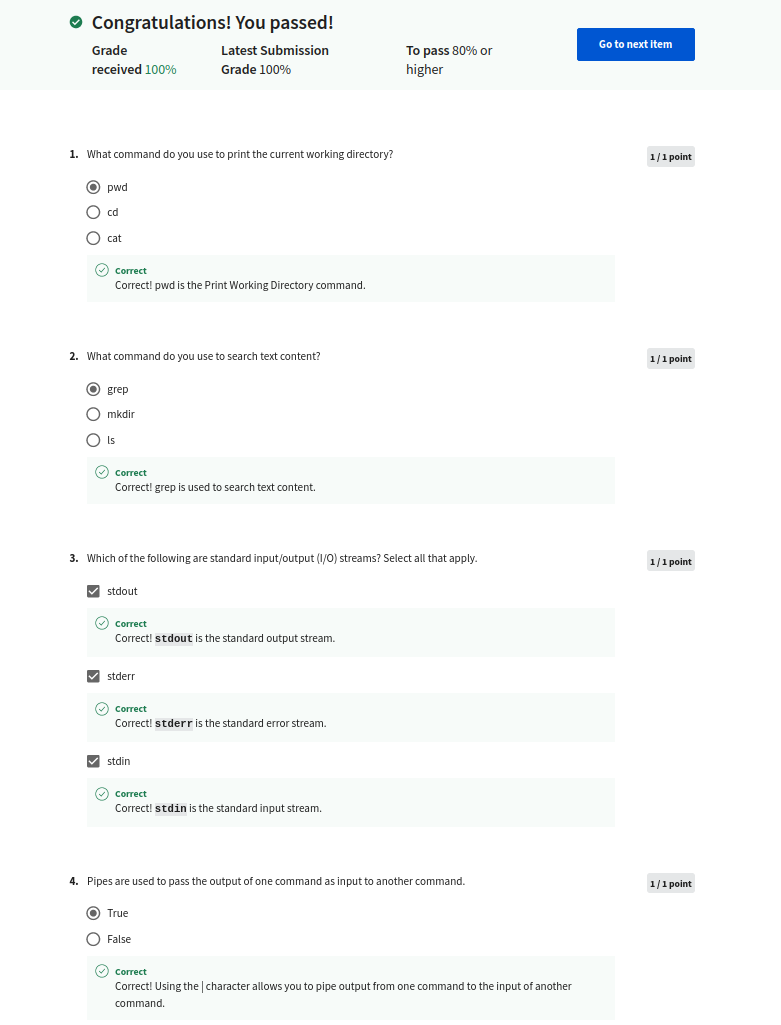 Congratulations! You passed!
Grade
received 100%
Latest Submission
Grade 100%
To pass 80% or
higher
Go to next item
1. What command do you use to print the current working directory?
1 / 1 point
pwd
cd
cat
Correct
Correct! pwd is the Print Working Directory command.
2. What command do you use to search text content?
1 / 1 point
grep
mkdir
ls
Correct
Correct! grep is used to search text content.
3. Which of the following are standard input/output (I/O) streams? Select all that apply.
1 / 1 point
stdout
Correct
Correct! stdout is the standard output stream.
stderr
Correct
Correct! stderr is the standard error stream.
stdin
Correct
Correct! stdin is the standard input stream.
4. Pipes are used to pass the output of one command as input to another command.
1 / 1 point
True
False
Correct
Correct! Using the | character allows you to pipe output from one command to the input of another
command.